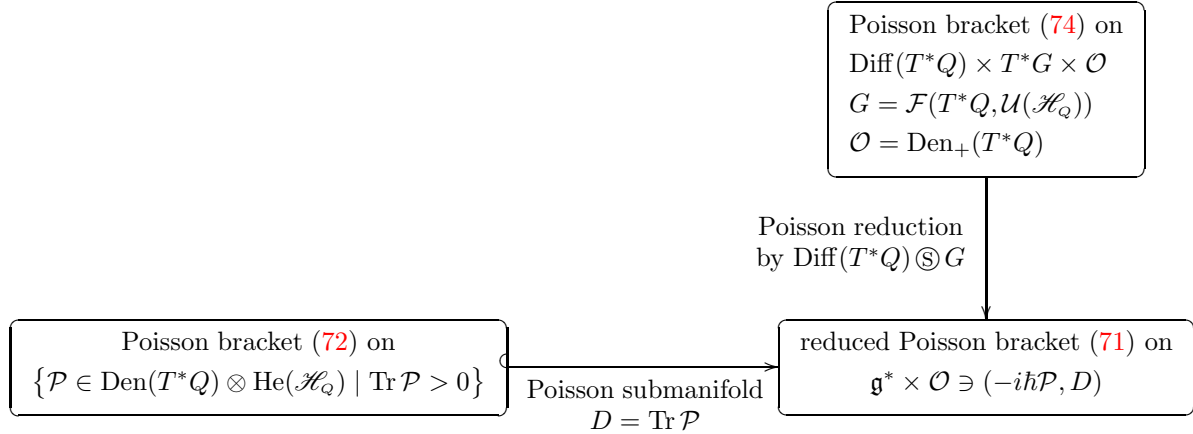 Poisson bracket (74) on
Diff(T*Q) × T*G × 𝒪
G = ℱ(T*Q, 𝒰(ℋ_Q))
𝒪 = Den₊(T*Q)
Poisson reduction
by Diff(T*Q) Ⓢ G
Poisson bracket (72) on
{𝒫 ∈ Den(T*Q) ⊗ He(ℋ_Q) | Tr 𝒫 > 0}
Poisson submanifold
D = Tr 𝒫
reduced Poisson bracket (71) on
𝔤* × 𝒪 ∋ (−iℏ𝒫, D)